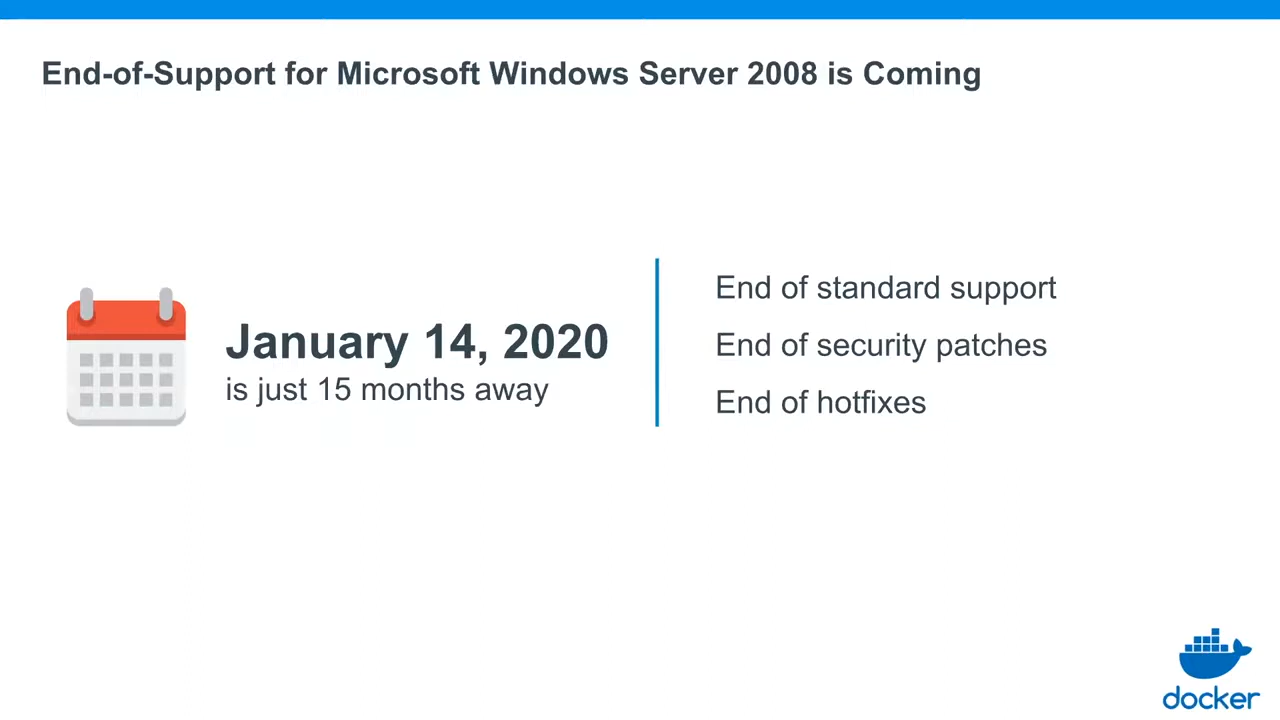 End-of-Support for Microsoft Windows Server 2008 is Coming
January 14, 2020
is just 15 months away
End of standard support
End of security patches
End of hotfixes
docker